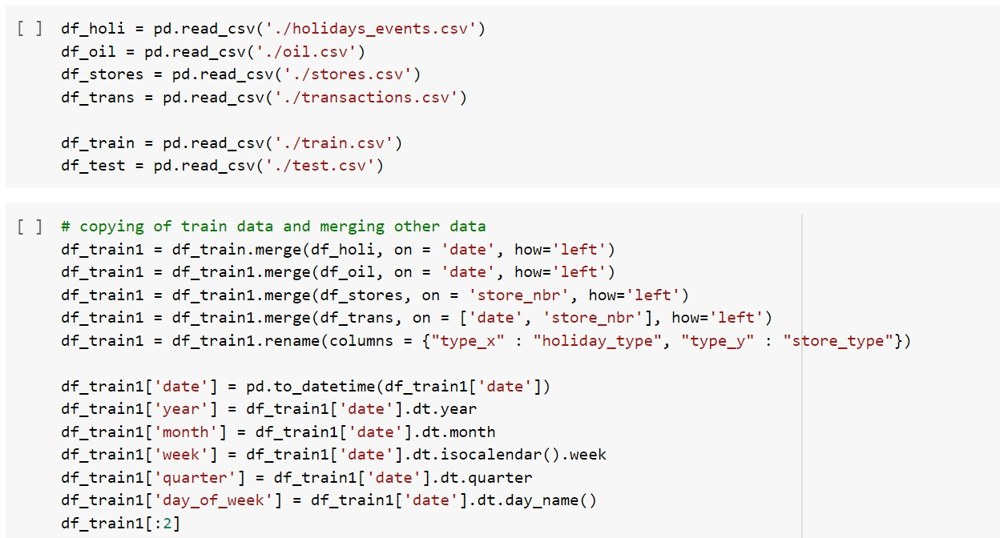 [ ] df_holi = pd.read_csv('./holidays_events.csv')
df_oil = pd.read_csv('./oil.csv')
df_stores = pd.read_csv('./stores.csv')
df_trans = pd.read_csv('./transactions.csv')
df_train = pd.read_csv('./train.csv')
df_test = pd.read_csv('./test.csv')
[ ] # copying of train data and merging other data
df_train1 = df_train.merge(df_holi, on = 'date', how='left')
df_train1 = df_train1.merge(df_oil, on = 'date', how='left')
df_train1 = df_train1.merge(df_stores, on = 'store_nbr', how='left')
df_train1 = df_train1.merge(df_trans, on = ['date', 'store_nbr'], how='left')
df_train1 = df_train1.rename(columns = {"type_x" : "holiday_type", "type_y" : "store_type"})
df_train1['date'] = pd.to_datetime(df_train1['date'])
df_train1['year'] = df_train1['date'].dt.year
df_train1['month'] = df_train1['date'].dt.month
df_train1['week'] = df_train1['date'].dt.isocalendar().week
df_train1['quarter'] = df_train1['date'].dt.quarter
df_train1['day_of_week'] = df_train1['date'].dt.day_name()
df_train1[:2]